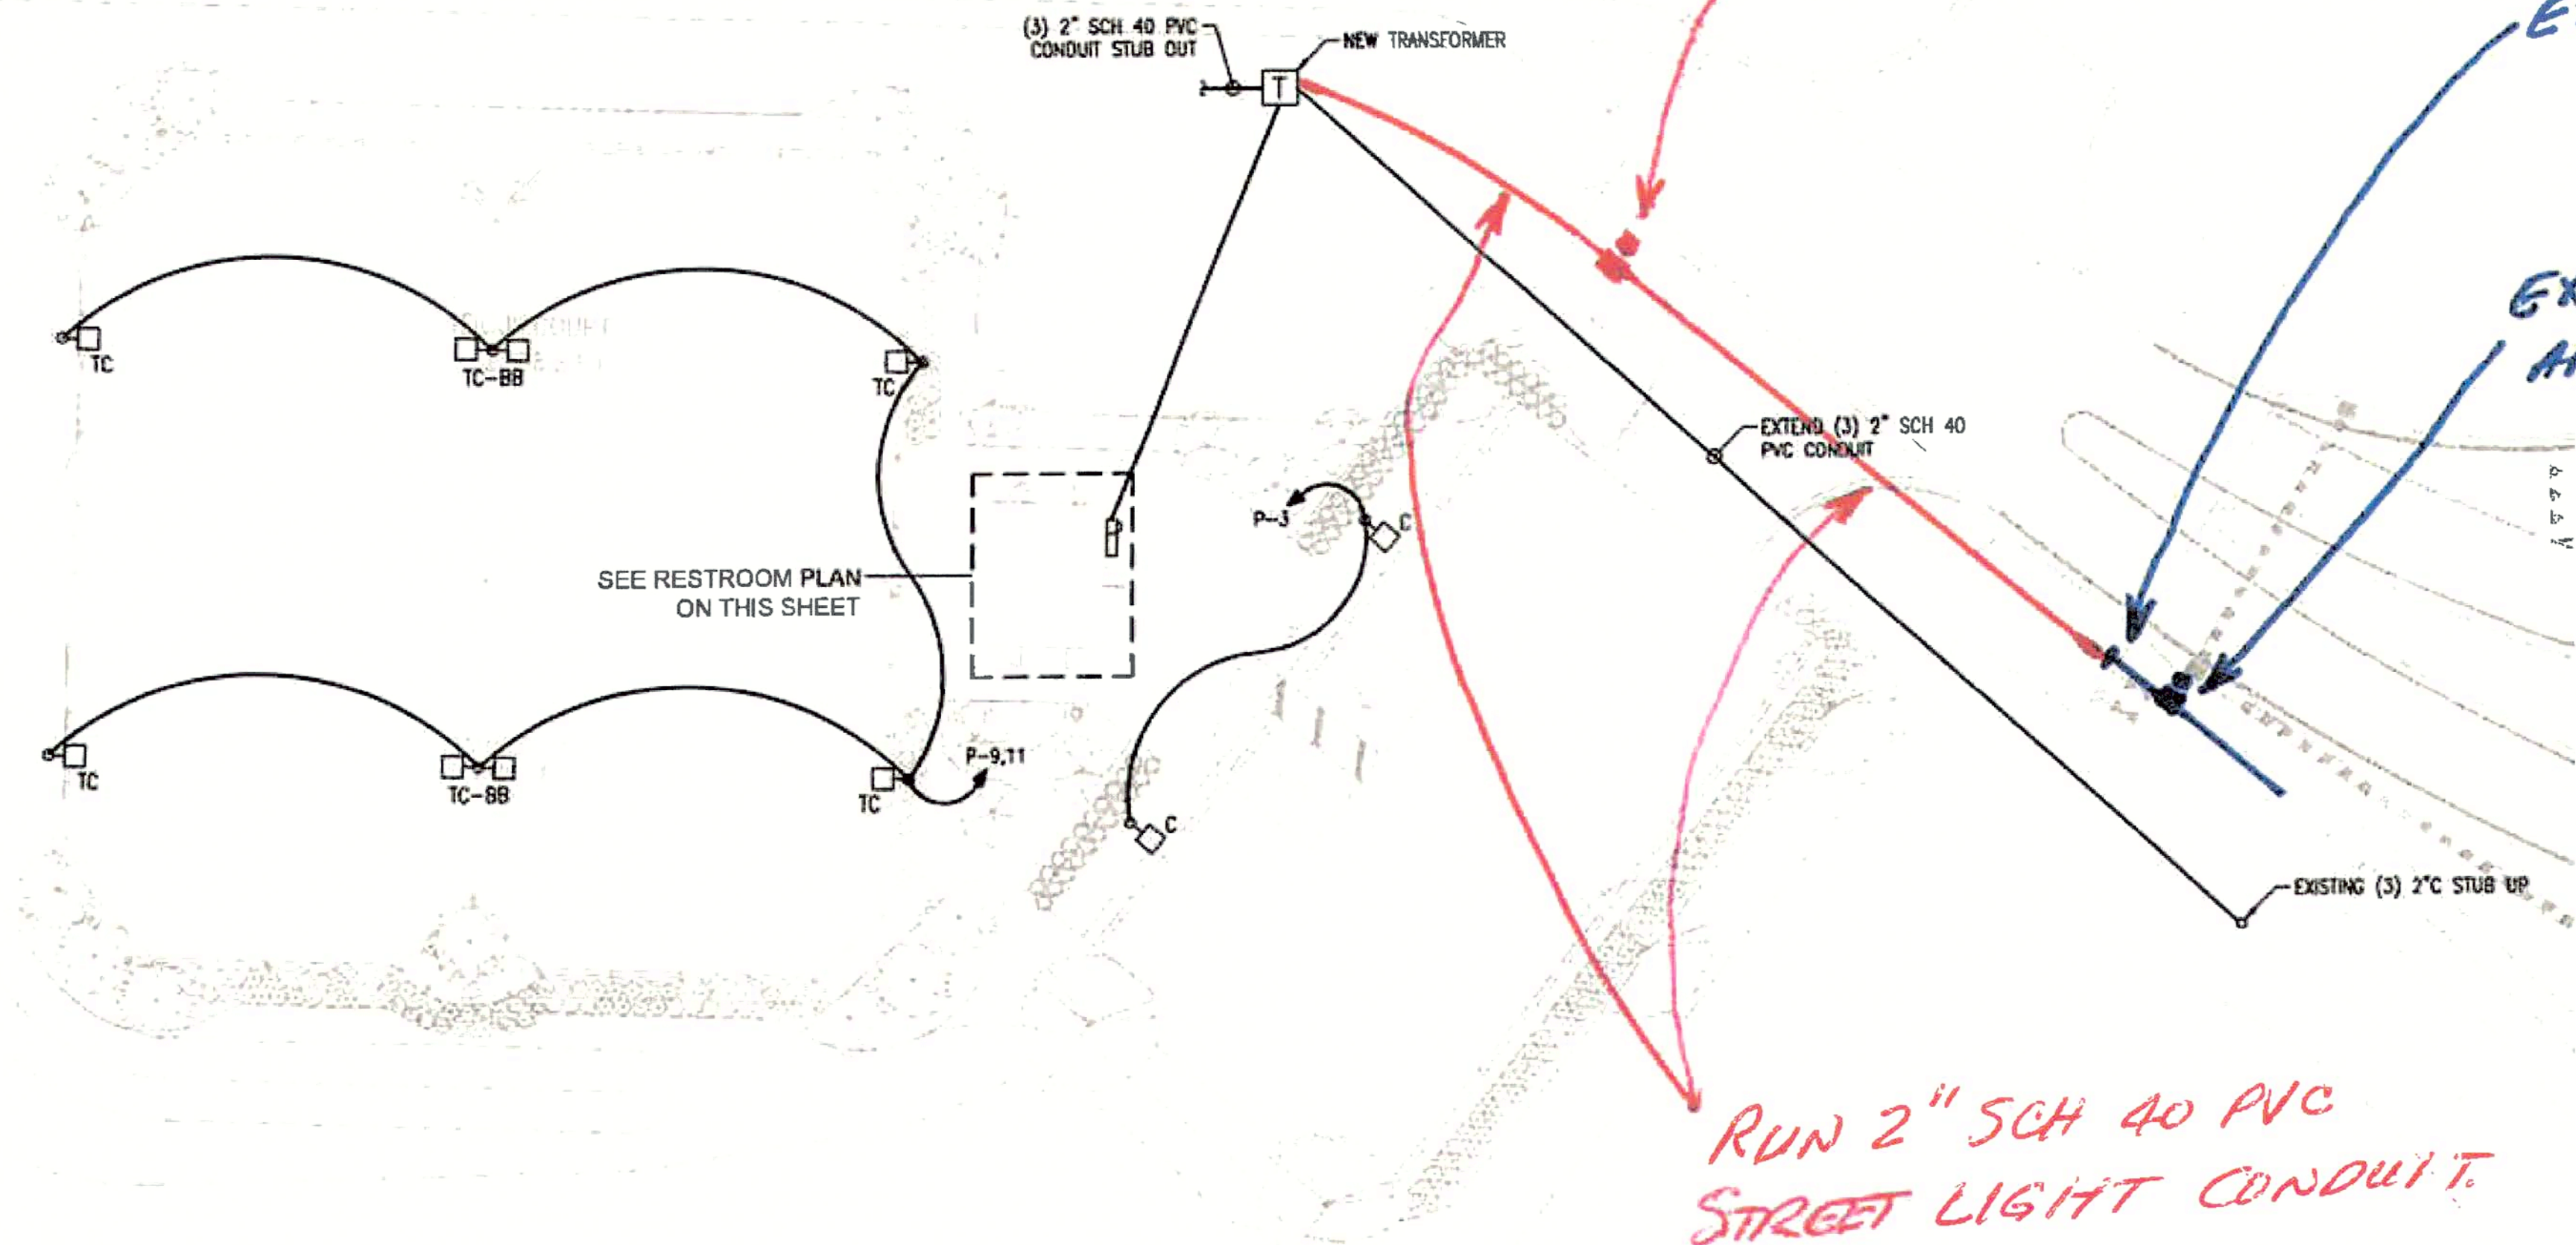 (3) 2" SCH 40 PVC
CONDUIT STUB OUT
NEW TRANSFORMER
T
TC
TC-BB
TC
EXTEND (3) 2" SCH 40
PVC CONDUIT
P-3
C
SEE RESTROOM PLAN
ON THIS SHEET
TC
TC-BB
TC
P-9,11
C
EXISTING (3) 2"C STUB UP
RUN 2" SCH 40 PVC
STREET LIGHT CONDUIT.